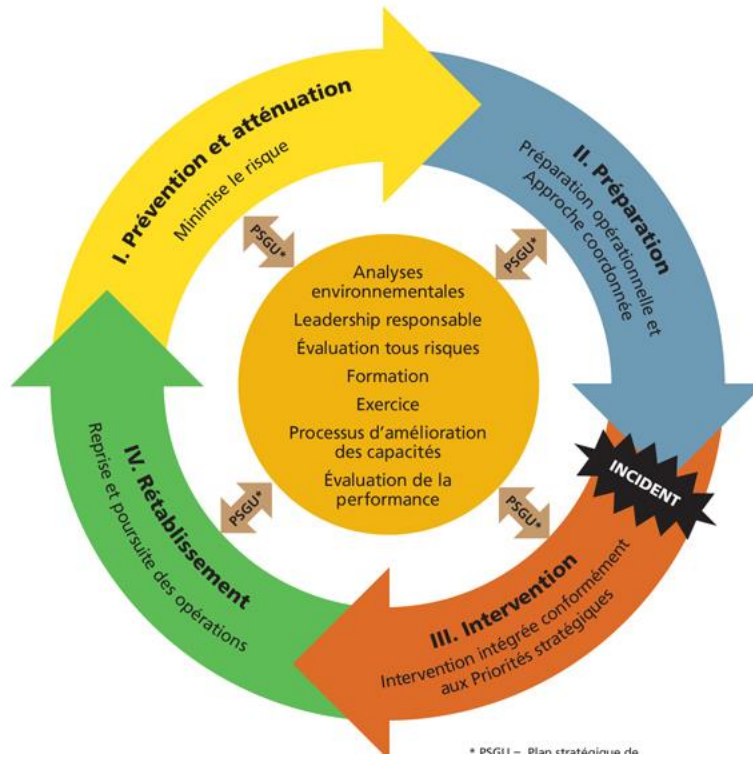 I. Prévention et atténuation
Minimise le risque
II. Préparation
Préparation opérationnelle et
Approche coordonnée
INCIDENT
III. Intervention
Intervention intégrée conformément
aux Priorités stratégiques
IV. Rétablissement
Reprise et poursuite des opérations
PSGU*
PSGU*
PSGU*
PSGU*
Analyses
environnementales
Leadership responsable
Évaluation tous risques
Formation
Exercice
Processus d'amélioration
des capacités
Évaluation de la
performance
* PSGU = Plan stratégique de